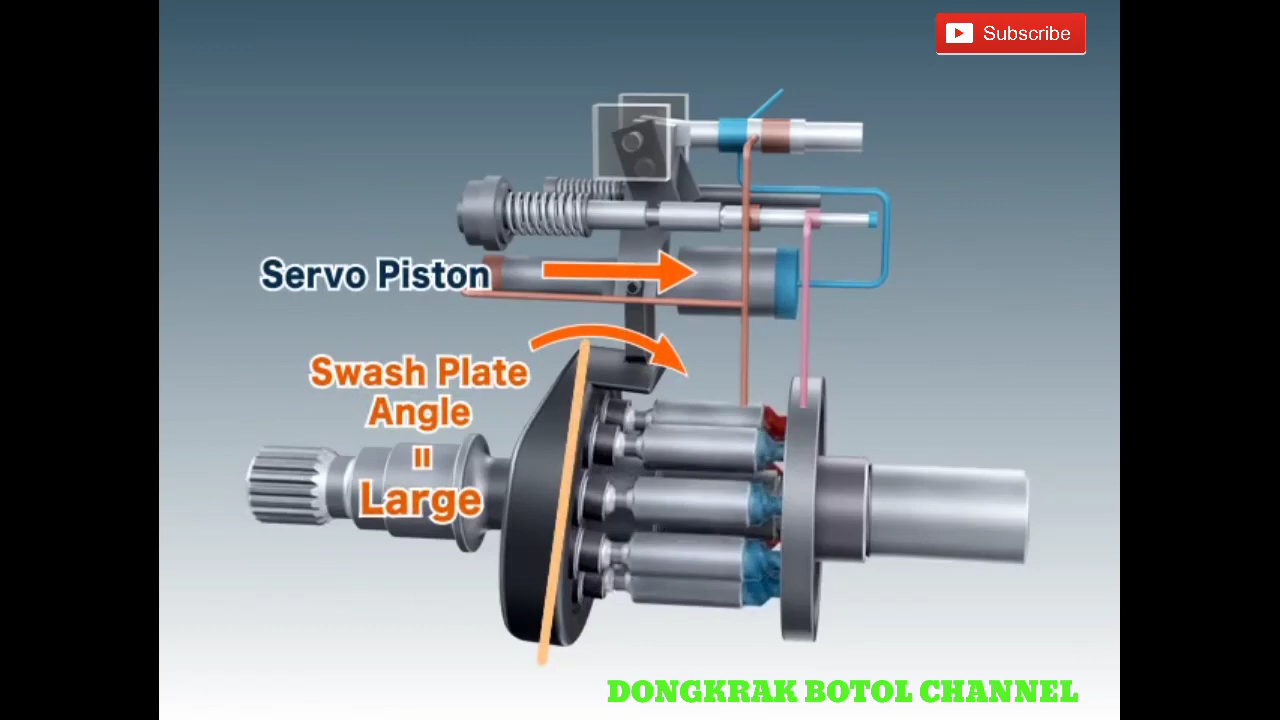 Subscribe
Servo Piston
Swash Plate
Angle
=
Large
DONGKRAK BOTOL CHANNEL